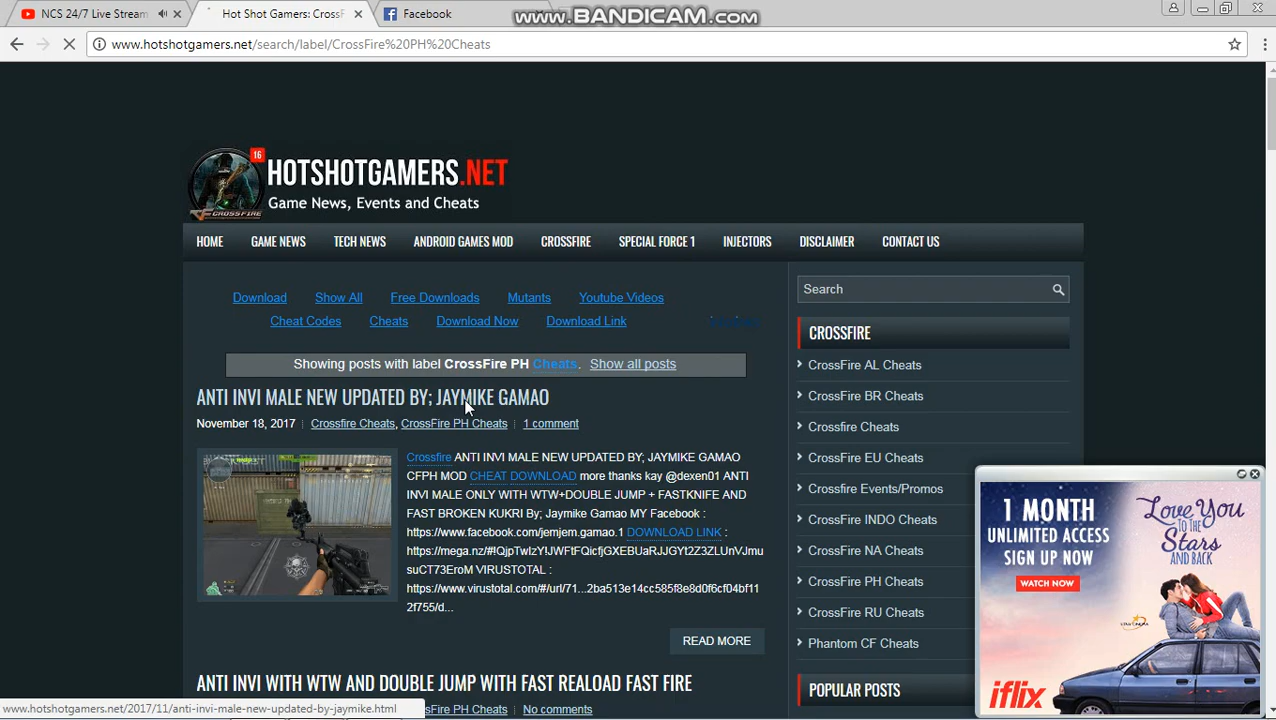 NCS 24/7 Live Stream
Hot Shot Gamers: CrossF
Facebook
www.BANDICAM.com
www.hotshotgamers.net/search/label/CrossFire%20PH%20Cheats
16
HOTSHOTGAMERS.NET
Game News, Events and Cheats
CROSSFIRE
HOME GAME NEWS TECH NEWS ANDROID GAMES MOD CROSSFIRE SPECIAL FORCE 1 INJECTORS DISCLAIMER CONTACT US
Download Show All Free Downloads Mutants Youtube Videos
Cheat Codes Cheats Download Now Download Link
Showing posts with label CrossFire PH Cheats. Show all posts
ANTI INVI MALE NEW UPDATED BY; JAYMIKE GAMAO
November 18, 2017 Crossfire Cheats, CrossFire PH Cheats 1 comment
Crossfire ANTI INVI MALE NEW UPDATED BY; JAYMIKE GAMAO
CFPH MOD CHEAT DOWNLOAD more thanks kay @dexen01 ANTI
INVI MALE ONLY WITH WTW+DOUBLE JUMP + FASTKNIFE AND
FAST BROKEN KUKRI By; Jaymike Gamao MY Facebook :
https://www.facebook.com/jemjem.gamao.1 DOWNLOAD LINK :
https://mega.nz/#!QjpTwIzY!JWFtFQicfjGXEBUaRJJGYt2Z3ZLUnVJmu
suCT73EroM VIRUSTOTAL :
https://www.virustotal.com/#/url/71...2ba513e14cc585f8e8d0f6cf04bf11
2f755/d...
READ MORE
ANTI INVI WITH WTW AND DOUBLE JUMP WITH FAST REALOAD FAST FIRE
CrossFire PH Cheats No comments
www.hotshotgamers.net/2017/11/anti-invi-male-new-updated-by-jaymike.html
Search
CROSSFIRE
CrossFire AL Cheats
CrossFire BR Cheats
Crossfire Cheats
CrossFire EU Cheats
Crossfire Events/Promo
CrossFire INDO Cheats
CrossFire NA Cheats
CrossFire PH Cheats
CrossFire RU Cheats
Phantom CF Cheats
POPULAR POSTS
1 MONTH
UNLIMITED ACCESS
SIGN UP NOW
WATCH NOW
Love You
TO THE
Stars
AND BACK
iflix